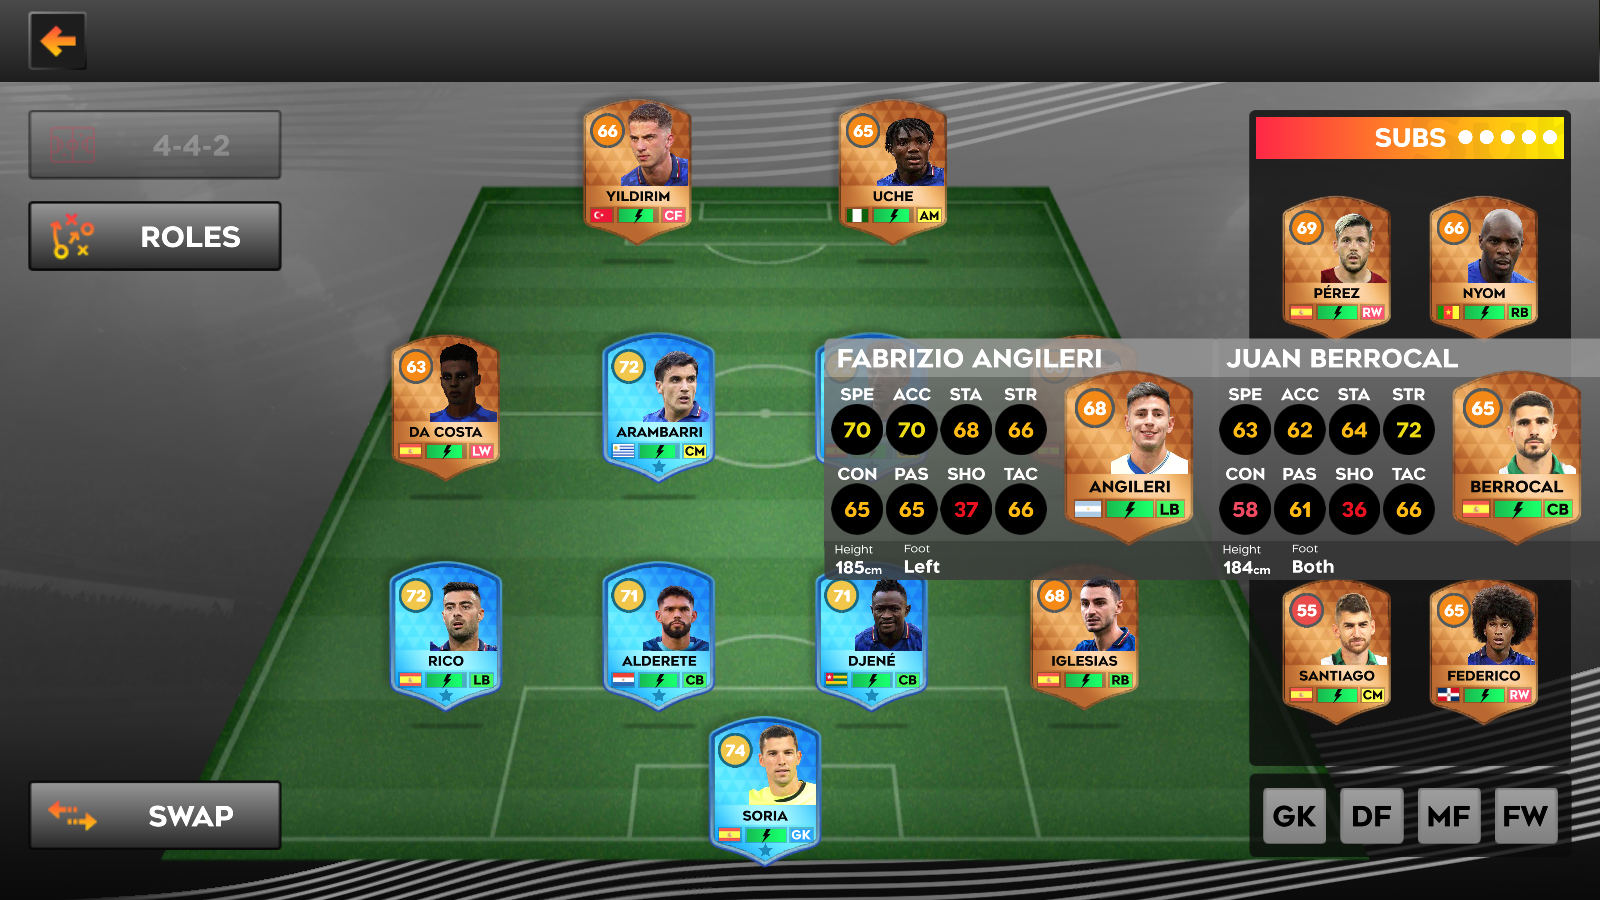 4-4-2
ROLES
SWAP
66
YILDIRIM
CF
65
UCHE
AM
63
DA COSTA
LW
72
ARAMBARRI
CM
72
RICO
LB
71
ALDERETE
CB
71
DJENÉ
CB
68
IGLESIAS
RB
74
SORIA
GK
SUBS
69
PÉREZ
RW
66
NYOM
RB
FABRIZIO ANGILERI
SPE ACC STA STR
70 70 68 66
CON PAS SHO TAC
65 65 37 66
Height Foot
185cm Left
68
ANGILERI
LB
JUAN BERROCAL
SPE ACC STA STR
63 62 64 72
CON PAS SHO TAC
58 61 36 66
Height Foot
184cm Both
65
BERROCAL
CB
55
SANTIAGO
CM
65
FEDERICO
RW
GK DF MF FW